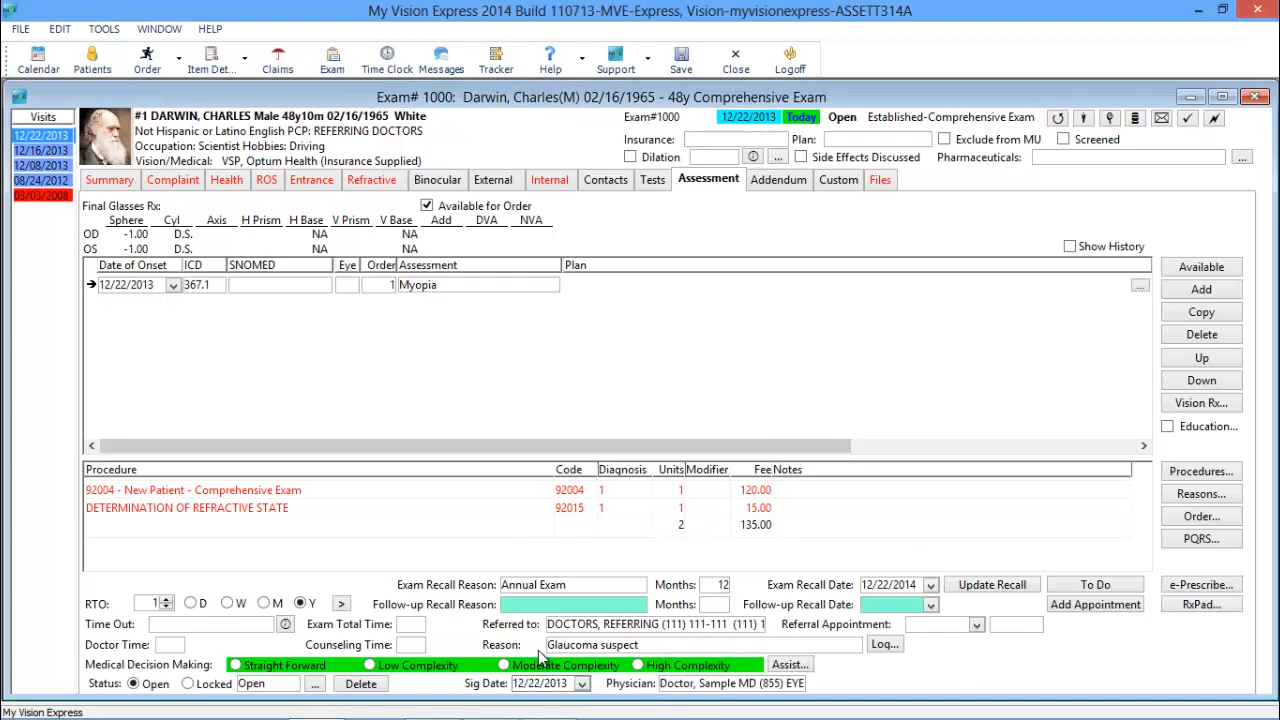 My Vision Express 2014 Build 110713-MVE-Express, Vision-myvisionexpress-ASSETT314A
FILE EDIT TOOLS WINDOW HELP
Calendar Patients Order Item Det... Claims Exam Time Clock Messages Tracker Help Support Save Close Logoff
Exam# 1000: Darwin, Charles(M) 02/16/1965 - 48y Comprehensive Exam
Visits
12/22/2013
12/16/2013
12/08/2013
08/24/2012
03/03/2008
#1 DARWIN, CHARLES Male 48y10m 02/16/1965 White
Not Hispanic or Latino English PCP: REFERRING DOCTORS
Occupation: Scientist Hobbies: Driving
Vision/Medical: VSP, Optum Health (Insurance Supplied)
Exam#1000 12/22/2013 Today Open Established-Comprehensive Exam
Insurance: Plan: Exclude from MU Screened
Dilation ... Side Effects Discussed Pharmaceuticals: ...
Summary Complaint Health ROS Entrance Refractive Binocular External Internal Contacts Tests Assessment Addendum Custom Files
Final Glasses Rx: Available for Order
Sphere Cyl Axis H Prism H Base V Prism V Base Add DVA NVA
OD -1.00 D.S. NA NA
OS -1.00 D.S. NA NA
Show History
Date of Onset ICD SNOMED Eye Order Assessment Plan
12/22/2013 367.1 1 Myopia ...
Available
Add
Copy
Delete
Up
Down
Vision Rx...
Education...
Procedure Code Diagnosis Units Modifier Fee Notes
92004 - New Patient - Comprehensive Exam 92004 1 1 120.00
DETERMINATION OF REFRACTIVE STATE 92015 1 1 15.00
2 135.00
Procedures...
Reasons...
Order...
PQRS...
Exam Recall Reason: Annual Exam Months: 12 Exam Recall Date: 12/22/2014 Update Recall To Do e-Prescribe...
RTO: 1 D W M Y > Follow-up Recall Reason: Months: Follow-up Recall Date: Add Appointment RxPad...
Time Out: Exam Total Time: Referred to: DOCTORS, REFERRING (111) 111-111 (111) 1 Referral Appointment:
Doctor Time: Counseling Time: Reason: Glaucoma suspect Log...
Medical Decision Making: Straight Forward Low Complexity Moderate Complexity High Complexity Assist...
Status: Open Locked Open ... Delete Sig Date: 12/22/2013 Physician: Doctor, Sample MD (855) EYE
My Vision Express